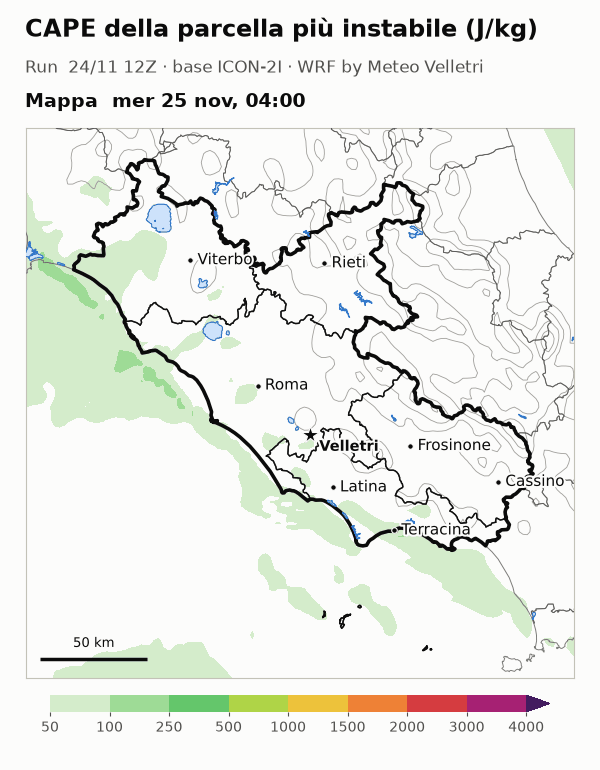 CAPE della parcella più instabile (J/kg)
Run  24/11 12Z · base ICON-2I · WRF by Meteo Velletri
Mappa  mer 25 nov, 04:00
Viterbo
Rieti
Roma
Velletri
Frosinone
Cassino
Latina
Terracina
50 km
50 100 250 500 1000 1500 2000 3000 4000